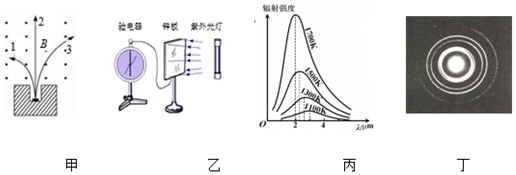 1 2 B 3
验电器 锌板 紫外光灯
辐射强度
1700K
1500K
1300K
1100K
O 2 4 λ/μm
甲 乙 丙 丁